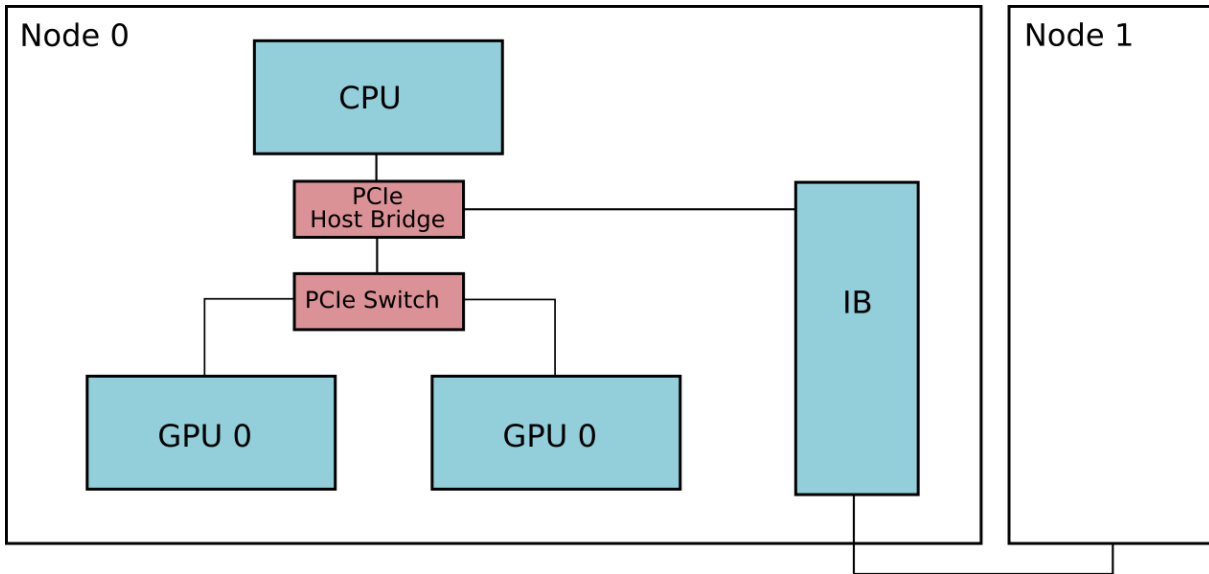 Node 0
Node 1
CPU
PCIe
Host Bridge
PCIe Switch
IB
GPU 0
GPU 0